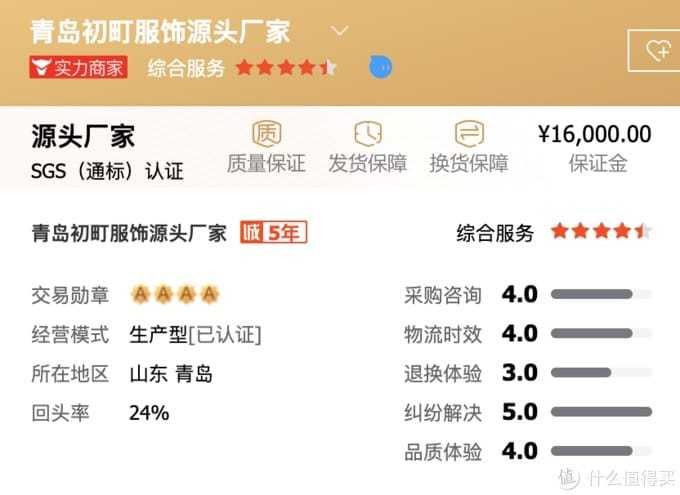 青岛初町服饰源头厂家
实力商家 综合服务
源头厂家
SGS（通标）认证
质
质量保证
发货保障
换货保障
¥16,000.00
保证金
青岛初町服饰源头厂家 诚 5年
综合服务
交易勋章 A A A A
经营模式 生产型[已认证]
所在地区 山东 青岛
回头率 24%
采购咨询 4.0
物流时效 4.0
退换体验 3.0
纠纷解决 5.0
品质体验 4.0
值 什么值得买